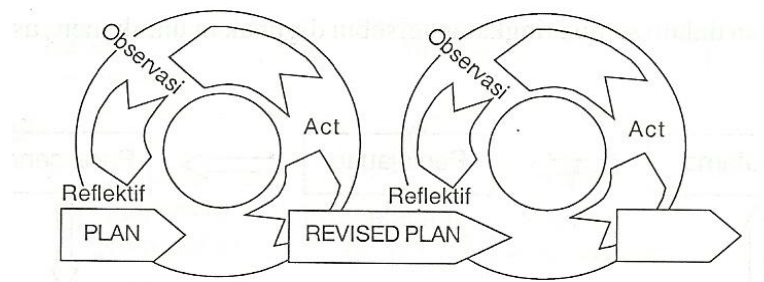 Observasi
Act
Reflektif
PLAN
Observasi
Act
Reflektif
REVISED PLAN